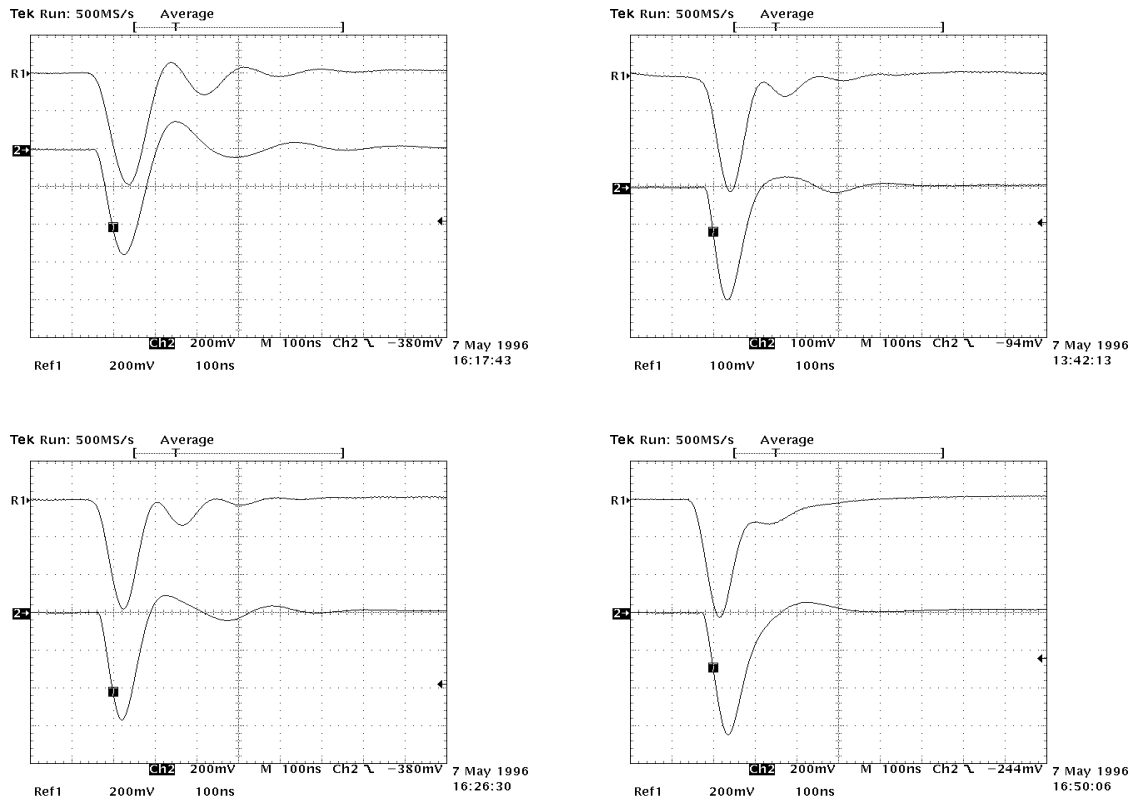 Tek Run: 500MS/s Average
[ T ]
R1
2
T
Ch2 200mV M 100ns Ch2 −380mV 7 May 1996
16:17:43
Ref1 200mV 100ns
Tek Run: 500MS/s Average
[ T ]
R1
2
T
Ch2 100mV M 100ns Ch2 −94mV 7 May 1996
13:42:13
Ref1 100mV 100ns
Tek Run: 500MS/s Average
[ T ]
R1
2
T
Ch2 200mV M 100ns Ch2 −380mV 7 May 1996
16:26:30
Ref1 200mV 100ns
Tek Run: 500MS/s Average
[ T ]
R1
2
T
Ch2 200mV M 100ns Ch2 −244mV 7 May 1996
16:50:06
Ref1 200mV 100ns